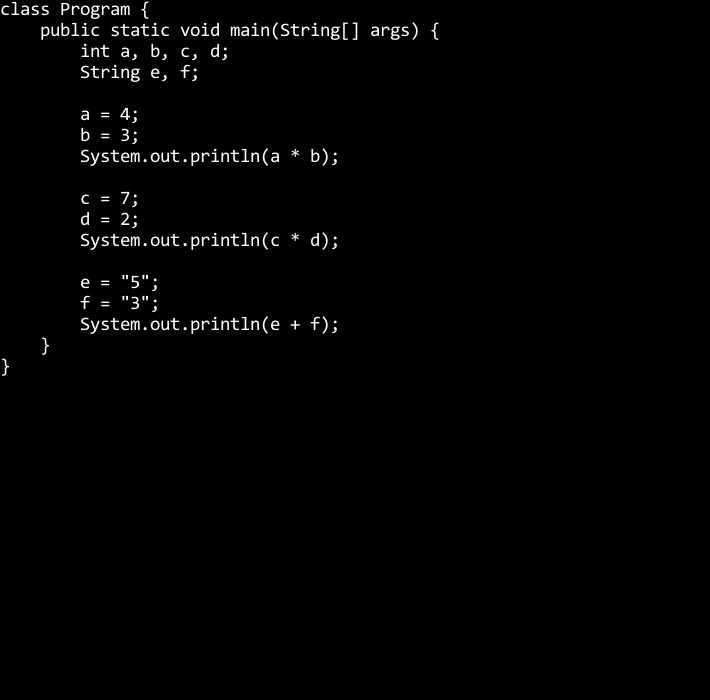 class Program {
    public static void main(String[] args) {
        int a, b, c, d;
        String e, f;

        a = 4;
        b = 3;
        System.out.println(a * b);

        c = 7;
        d = 2;
        System.out.println(c * d);

        e = "5";
        f = "3";
        System.out.println(e + f);
    }
}